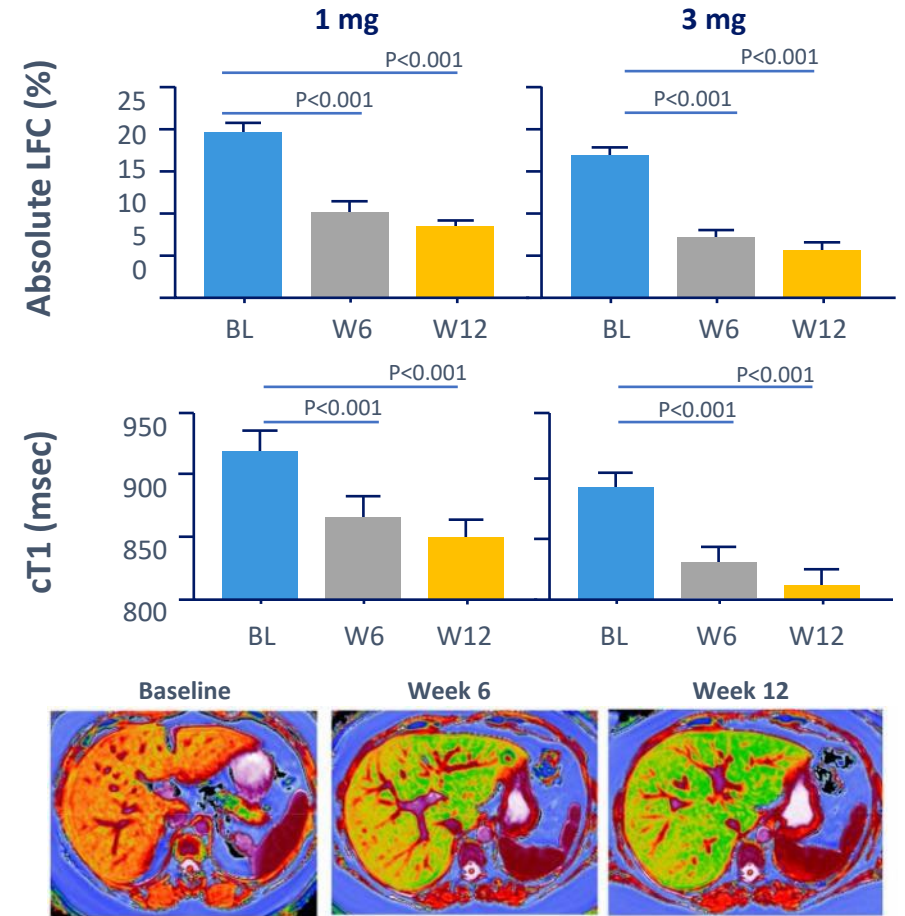 1 mg
3 mg
P<0.001
P<0.001
P<0.001
P<0.001
Absolute LFC (%)
25
20
15
10
5
0
BL W6 W12
BL W6 W12
P<0.001
P<0.001
P<0.001
P<0.001
cT1 (msec)
950
900
850
800
BL W6 W12
BL W6 W12
Baseline
Week 6
Week 12